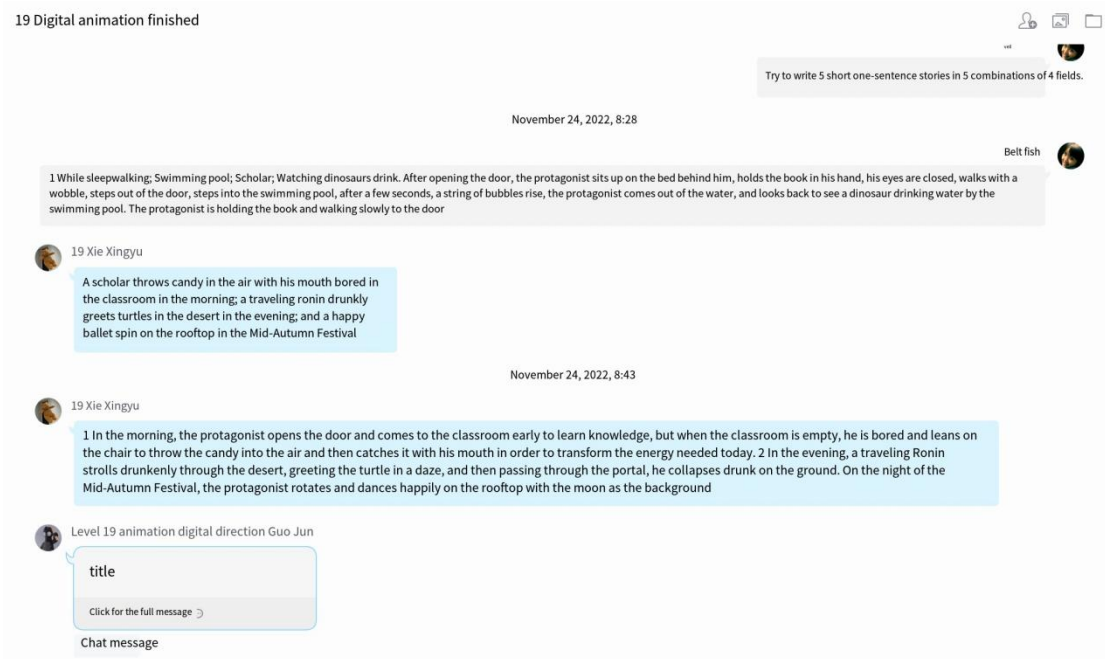 19 Digital animation finished
Try to write 5 short one-sentence stories in 5 combinations of 4 fields.
November 24, 2022, 8:28
Belt fish
1 While sleepwalking; Swimming pool; Scholar; Watching dinosaurs drink. After opening the door, the protagonist sits up on the bed behind him, holds the book in his hand, his eyes are closed, walks with a
wobble, steps out of the door, steps into the swimming pool, after a few seconds, a string of bubbles rise, the protagonist comes out of the water, and looks back to see a dinosaur drinking water by the
swimming pool. The protagonist is holding the book and walking slowly to the door
19 Xie Xingyu
A scholar throws candy in the air with his mouth bored in
the classroom in the morning; a traveling ronin drunkly
greets turtles in the desert in the evening; and a happy
ballet spin on the rooftop in the Mid-Autumn Festival
November 24, 2022, 8:43
19 Xie Xingyu
1 In the morning, the protagonist opens the door and comes to the classroom early to learn knowledge, but when the classroom is empty, he is bored and leans on
the chair to throw the candy into the air and then catches it with his mouth in order to transform the energy needed today. 2 In the evening, a traveling Ronin
strolls drunkenly through the desert, greeting the turtle in a daze, and then passing through the portal, he collapses drunk on the ground. On the night of the
Mid-Autumn Festival, the protagonist rotates and dances happily on the rooftop with the moon as the background
Level 19 animation digital direction Guo Jun
title
Click for the full message
Chat message